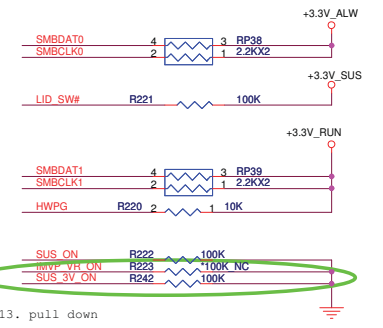 +3.3V_ALW
SMBDAT0 4 3 RP38
SMBCLK0 2 1 2.2KX2
+3.3V_SUS
LID_SW# R221 100K
+3.3V_RUN
SMBDAT1 4 3 RP39
SMBCLK1 2 1 2.2KX2
HWPG R220 2 1 10K
SUS_ON R222 100K
IMVP_VR_ON R223 *100K_NC
SUS_3V_ON R242 100K
13. pull down